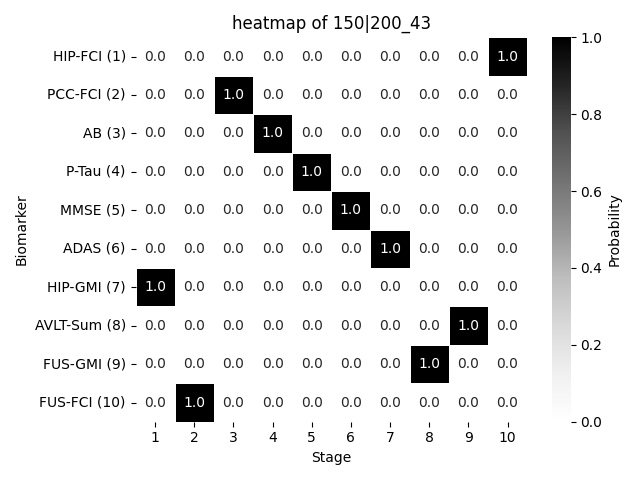 heatmap of 150|200_43
HIP-FCI (1) 0.0 0.0 0.0 0.0 0.0 0.0 0.0 0.0 0.0 1.0
PCC-FCI (2) 0.0 0.0 1.0 0.0 0.0 0.0 0.0 0.0 0.0 0.0
AB (3) 0.0 0.0 0.0 1.0 0.0 0.0 0.0 0.0 0.0 0.0
P-Tau (4) 0.0 0.0 0.0 0.0 1.0 0.0 0.0 0.0 0.0 0.0
MMSE (5) 0.0 0.0 0.0 0.0 0.0 1.0 0.0 0.0 0.0 0.0
ADAS (6) 0.0 0.0 0.0 0.0 0.0 0.0 1.0 0.0 0.0 0.0
HIP-GMI (7) 1.0 0.0 0.0 0.0 0.0 0.0 0.0 0.0 0.0 0.0
AVLT-Sum (8) 0.0 0.0 0.0 0.0 0.0 0.0 0.0 0.0 1.0 0.0
FUS-GMI (9) 0.0 0.0 0.0 0.0 0.0 0.0 0.0 1.0 0.0 0.0
FUS-FCI (10) 0.0 1.0 0.0 0.0 0.0 0.0 0.0 0.0 0.0 0.0
1 2 3 4 5 6 7 8 9 10
Stage
Biomarker
1.0
0.8
0.6
0.4
0.2
0.0
Probability